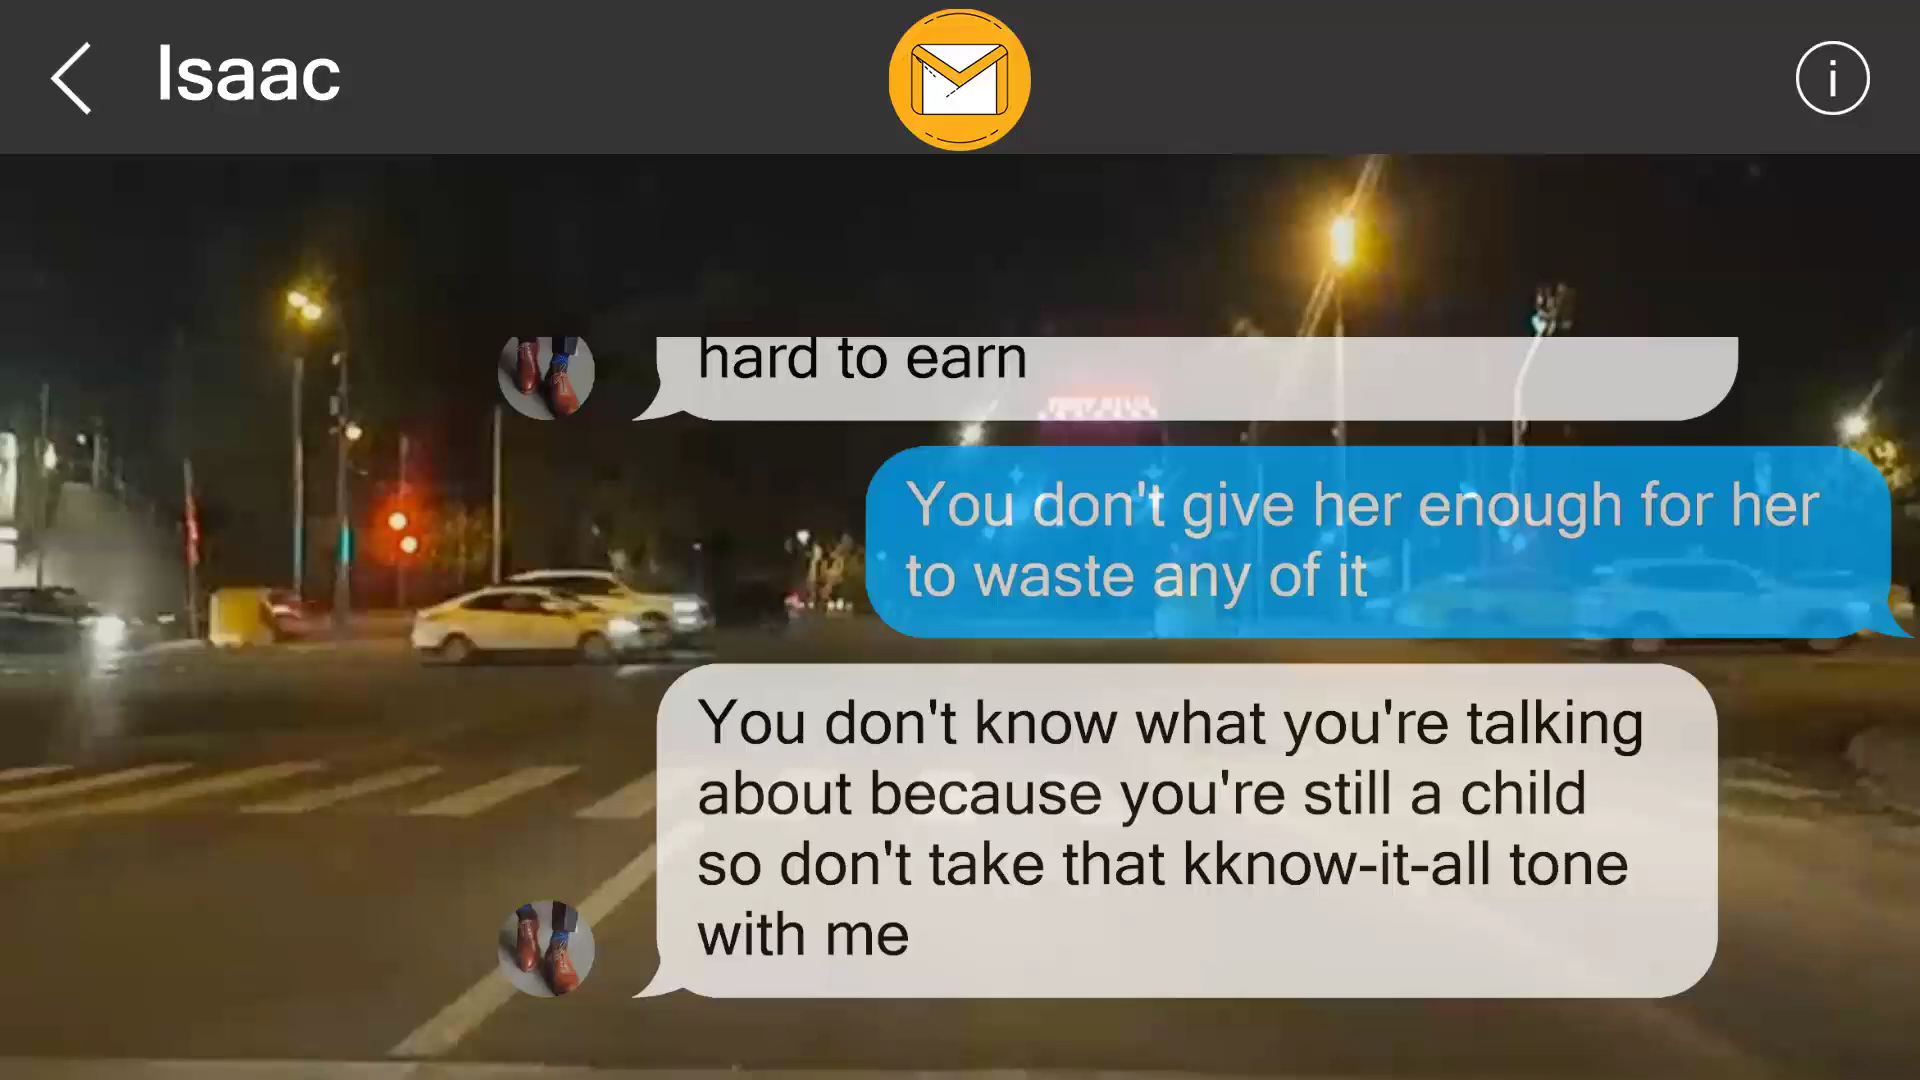 Isaac
i
hard to earn
You don't give her enough for her
to waste any of it
You don't know what you're talking
about because you're still a child
so don't take that kknow-it-all tone
with me